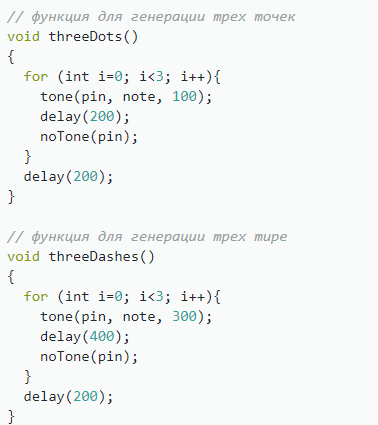 // функция для генерации трех точек
void threeDots()
{
  for (int i=0; i<3; i++){
    tone(pin, note, 100);
    delay(200);
    noTone(pin);
  }
  delay(200);
}

// функция для генерации трех тире
void threeDashes()
{
  for (int i=0; i<3; i++){
    tone(pin, note, 300);
    delay(400);
    noTone(pin);
  }
  delay(200);
}